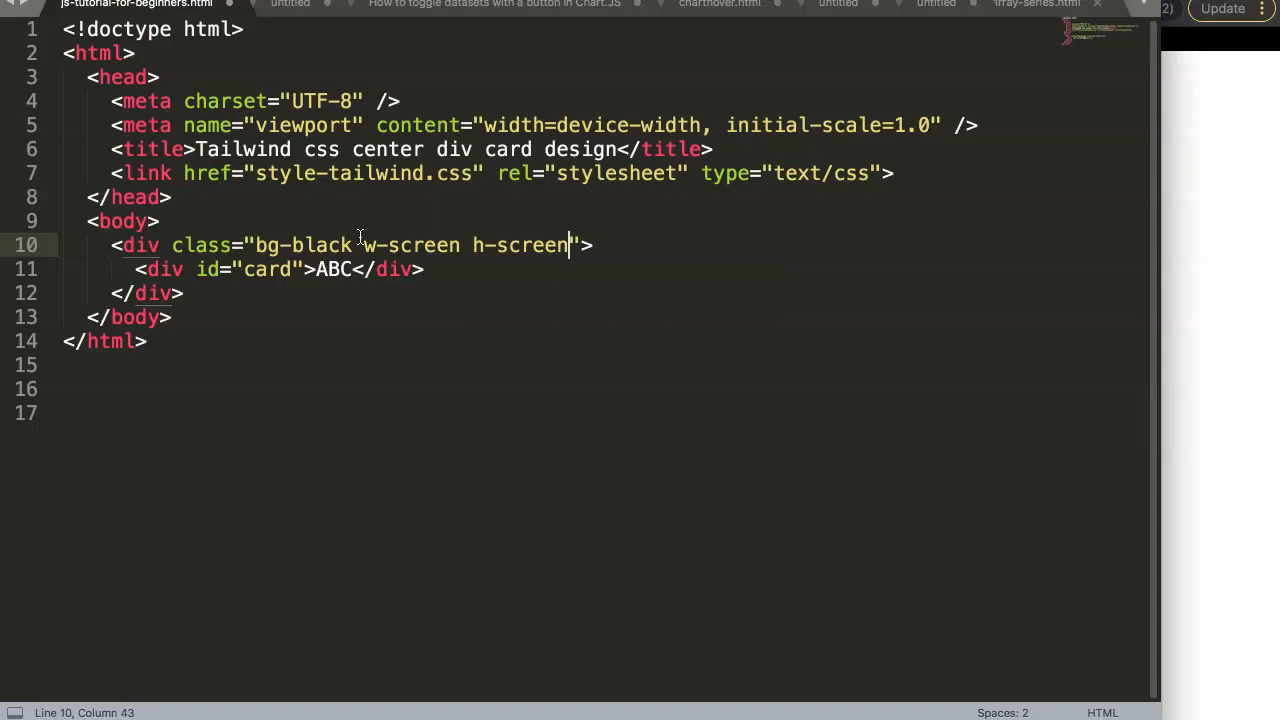 js-tutorial-for-beginners.html untitled How to toggle datasets with a button in Chart.JS charthover.html untitled untitled array-series.html 2) Update
1 <!doctype html>
2 <html>
3 <head>
4 <meta charset="UTF-8" />
5 <meta name="viewport" content="width=device-width, initial-scale=1.0" />
6 <title>Tailwind css center div card design</title>
7 <link href="style-tailwind.css" rel="stylesheet" type="text/css">
8 </head>
9 <body>
10 <div class="bg-black w-screen h-screen">
11 <div id="card">ABC</div>
12 </div>
13 </body>
14 </html>
15
16
17
Line 10, Column 43 Spaces: 2 HTML